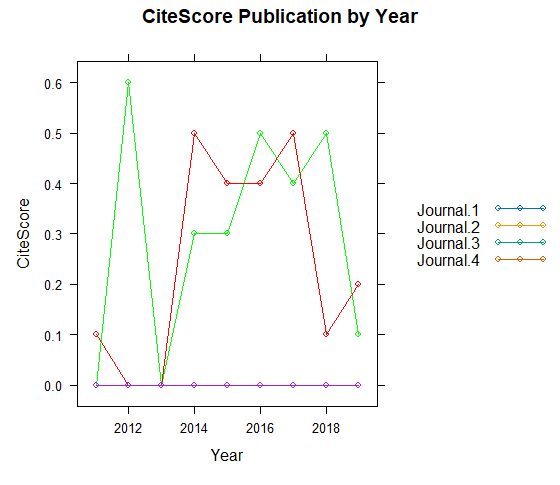 CiteScore Publication by Year
0.6
0.5
0.4
0.3
0.2
0.1
0.0
CiteScore
2012 2014 2016 2018
Year
Journal.1
Journal.2
Journal.3
Journal.4